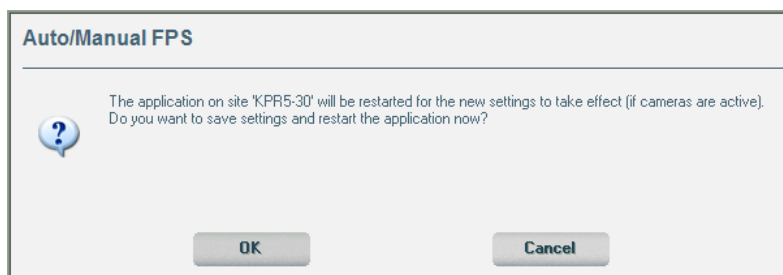 Auto/Manual FPS
The application on site 'KPR5-30' will be restarted for the new settings to take effect (if cameras are active).
Do you want to save settings and restart the application now?
OK
Cancel